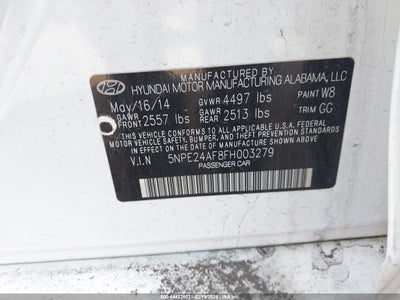 MANUFACTURED BY
HYUNDAI MOTOR MANUFACTURING ALABAMA, LLC
May/16/14 GVWR 4497 lbs PAINT W8
GAWR FRONT 2557 lbs GAWR REAR 2513 lbs TRIM GG
THIS VEHICLE CONFORMS TO ALL APPLICABLE U.S.A. FEDERAL
MOTOR VEHICLE SAFETY, BUMPER, AND THEFT PREVENTION
STANDARDS IN EFFECT ON THE DATE OF MANUFACTURE SHOWN ABOVE.
V.I.N 5NPE24AF8FH003279
PASSENGER CAR